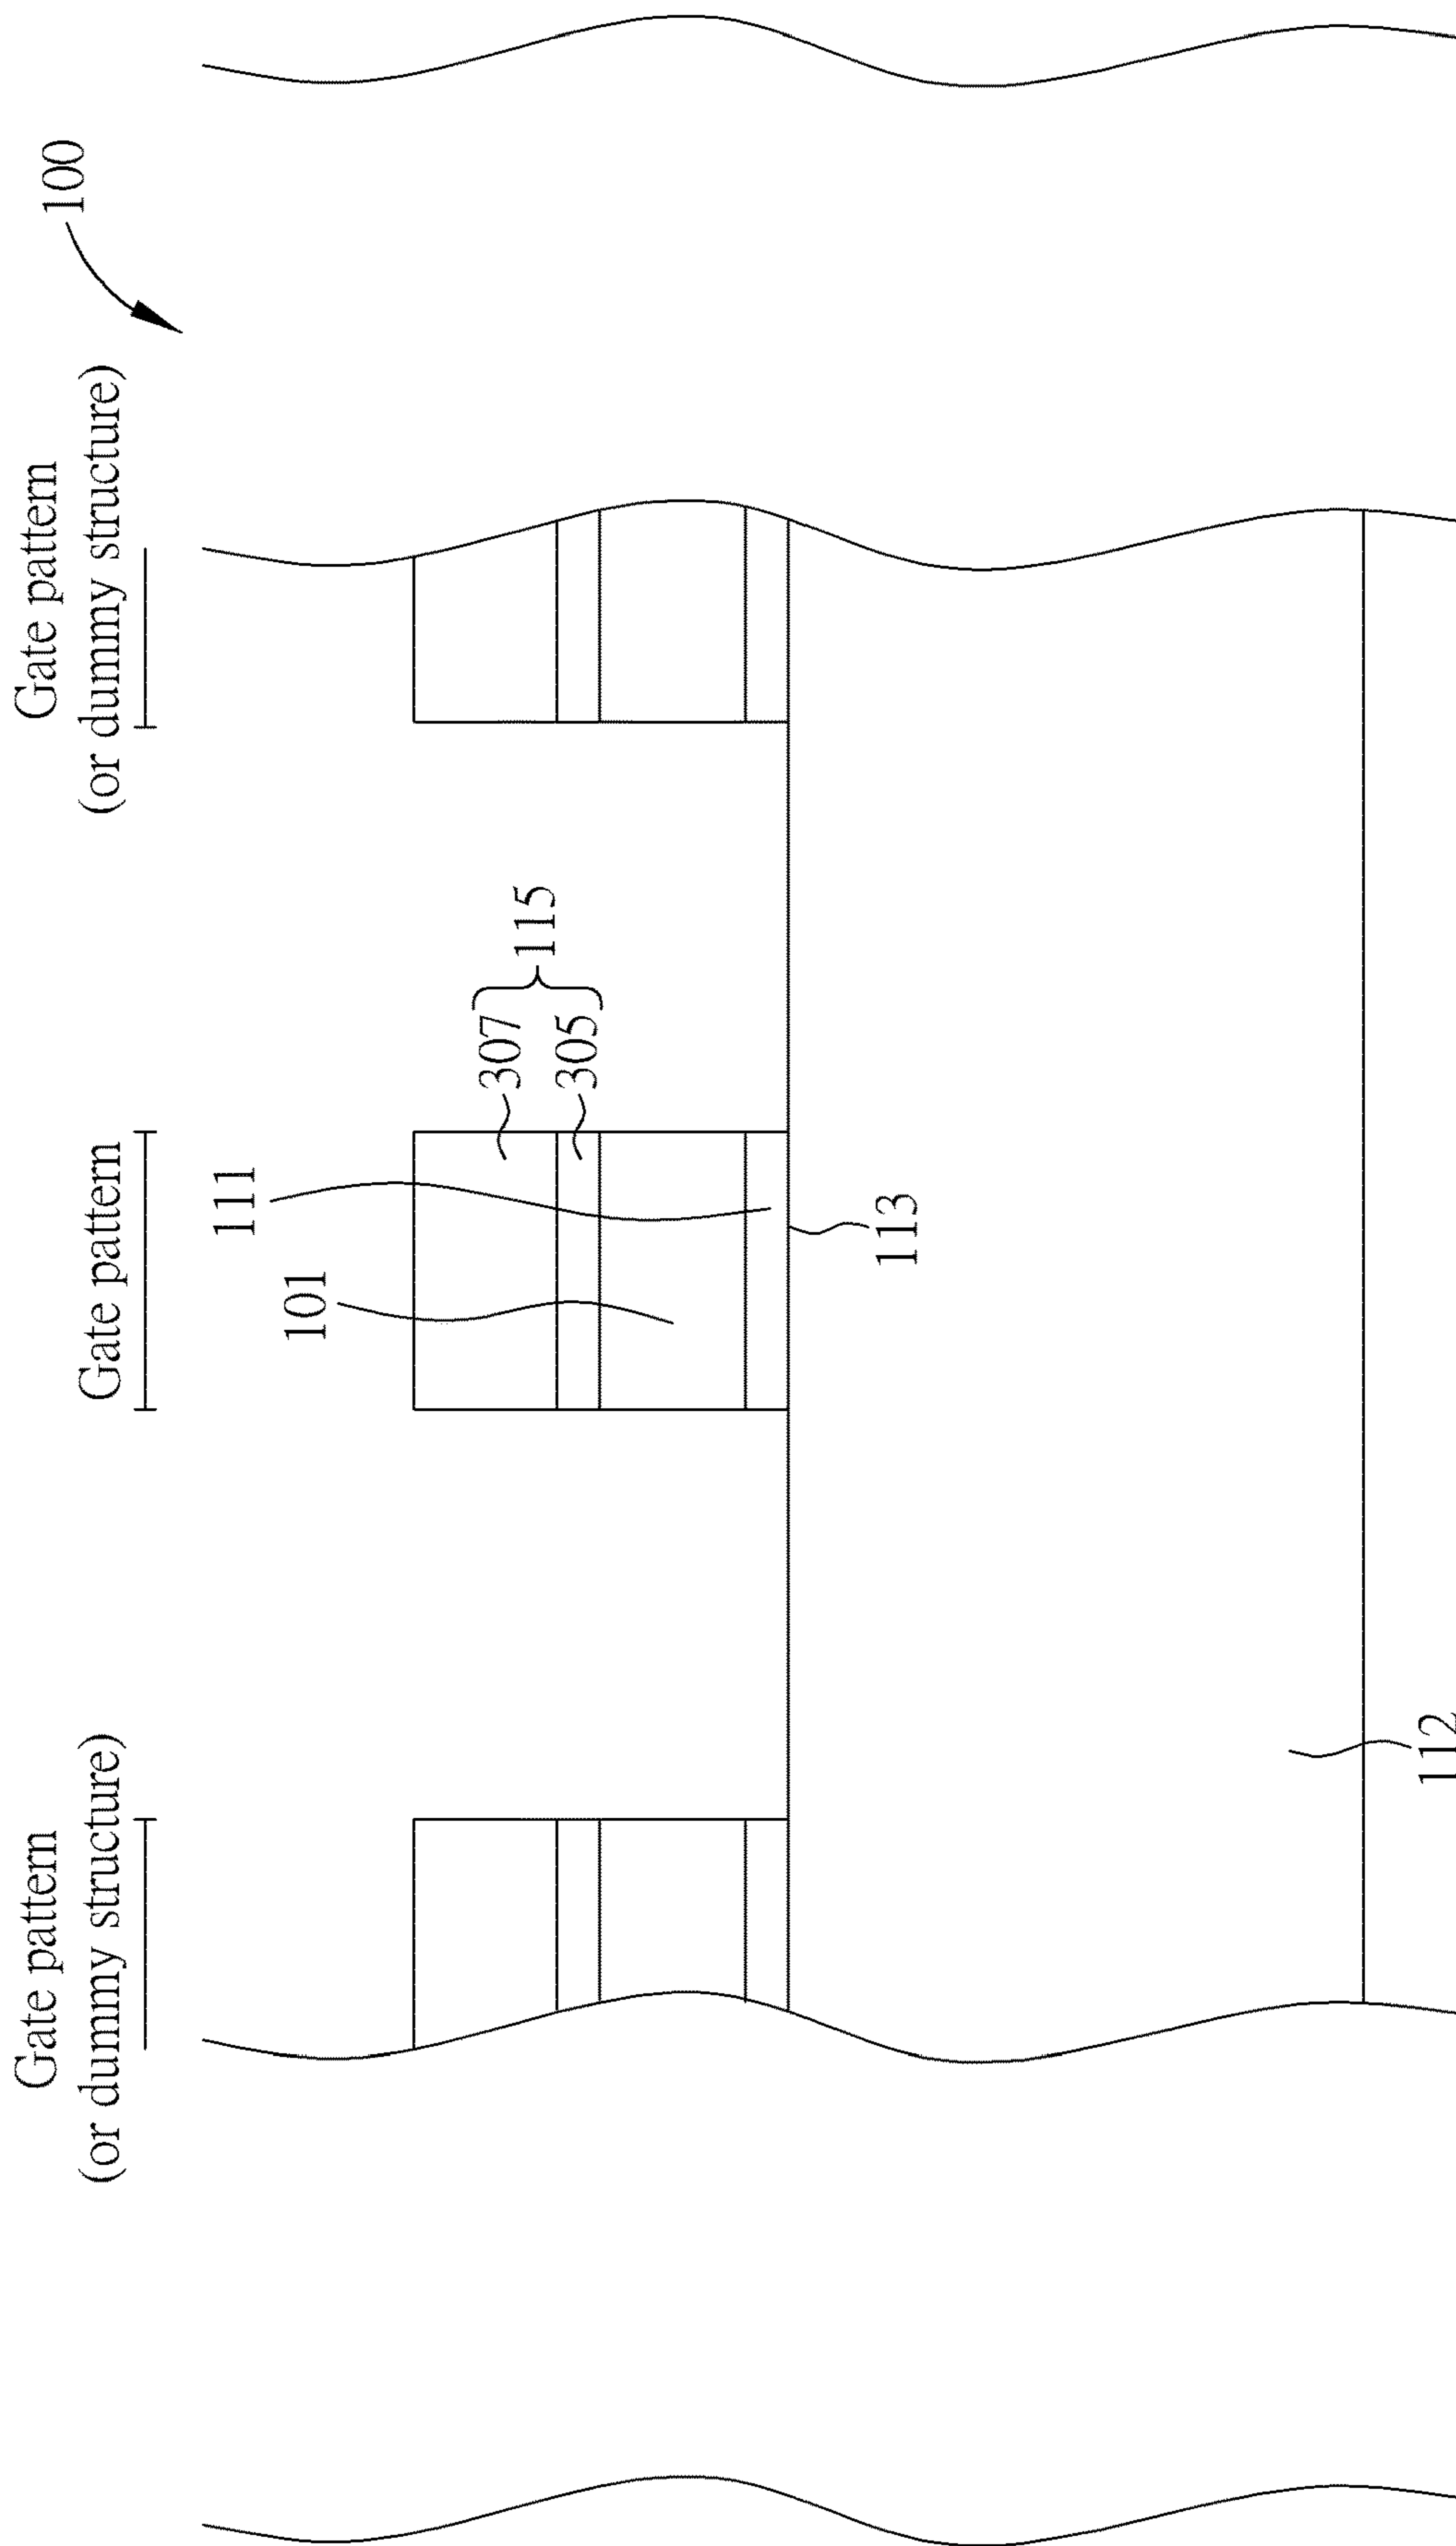 Gate pattern
(or dummy structure)
Gate pattern
Gate pattern
(or dummy structure)
100
111
101
307
305
115
113
112